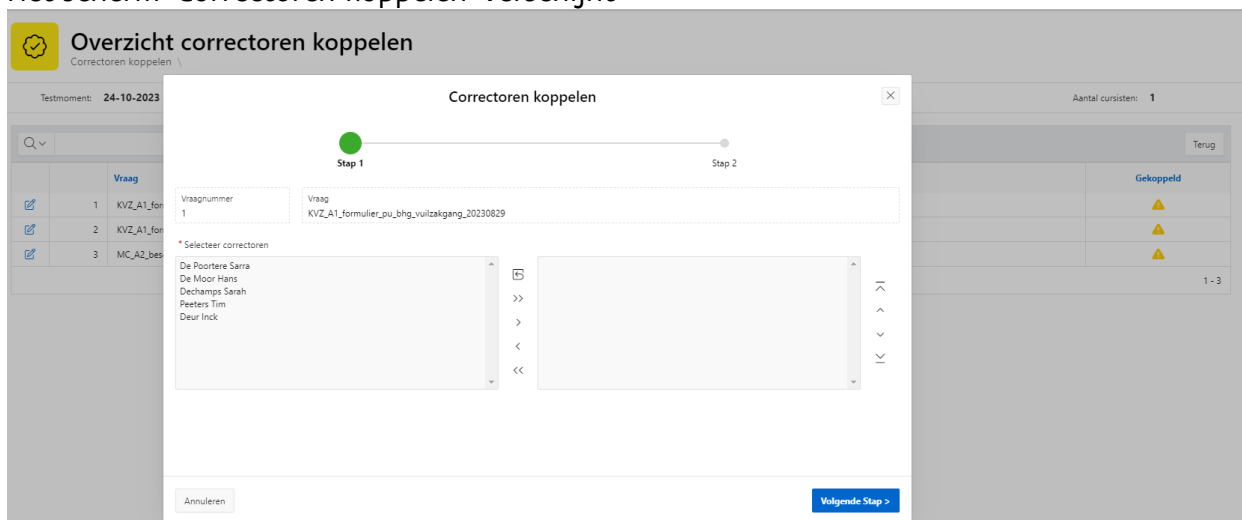 Overzicht correctoren koppelen
Correctoren koppelen \
Testmoment: 24-10-2023
Aantal cursisten: 1
Correctoren koppelen
Stap 1
Stap 2
Terug
Vraag
Gekoppeld
1 KVZ_A1_for
2 KVZ_A1_for
3 MC_A2_bes
1 - 3
Vraagnummer
1
Vraag
KVZ_A1_formulier_pu_bhg_vuilzakgang_20230829
* Selecteer correctoren
De Poortere Sarra
De Moor Hans
Dechamps Sarah
Peeters Tim
Deur Inck
Annuleren
Volgende Stap >